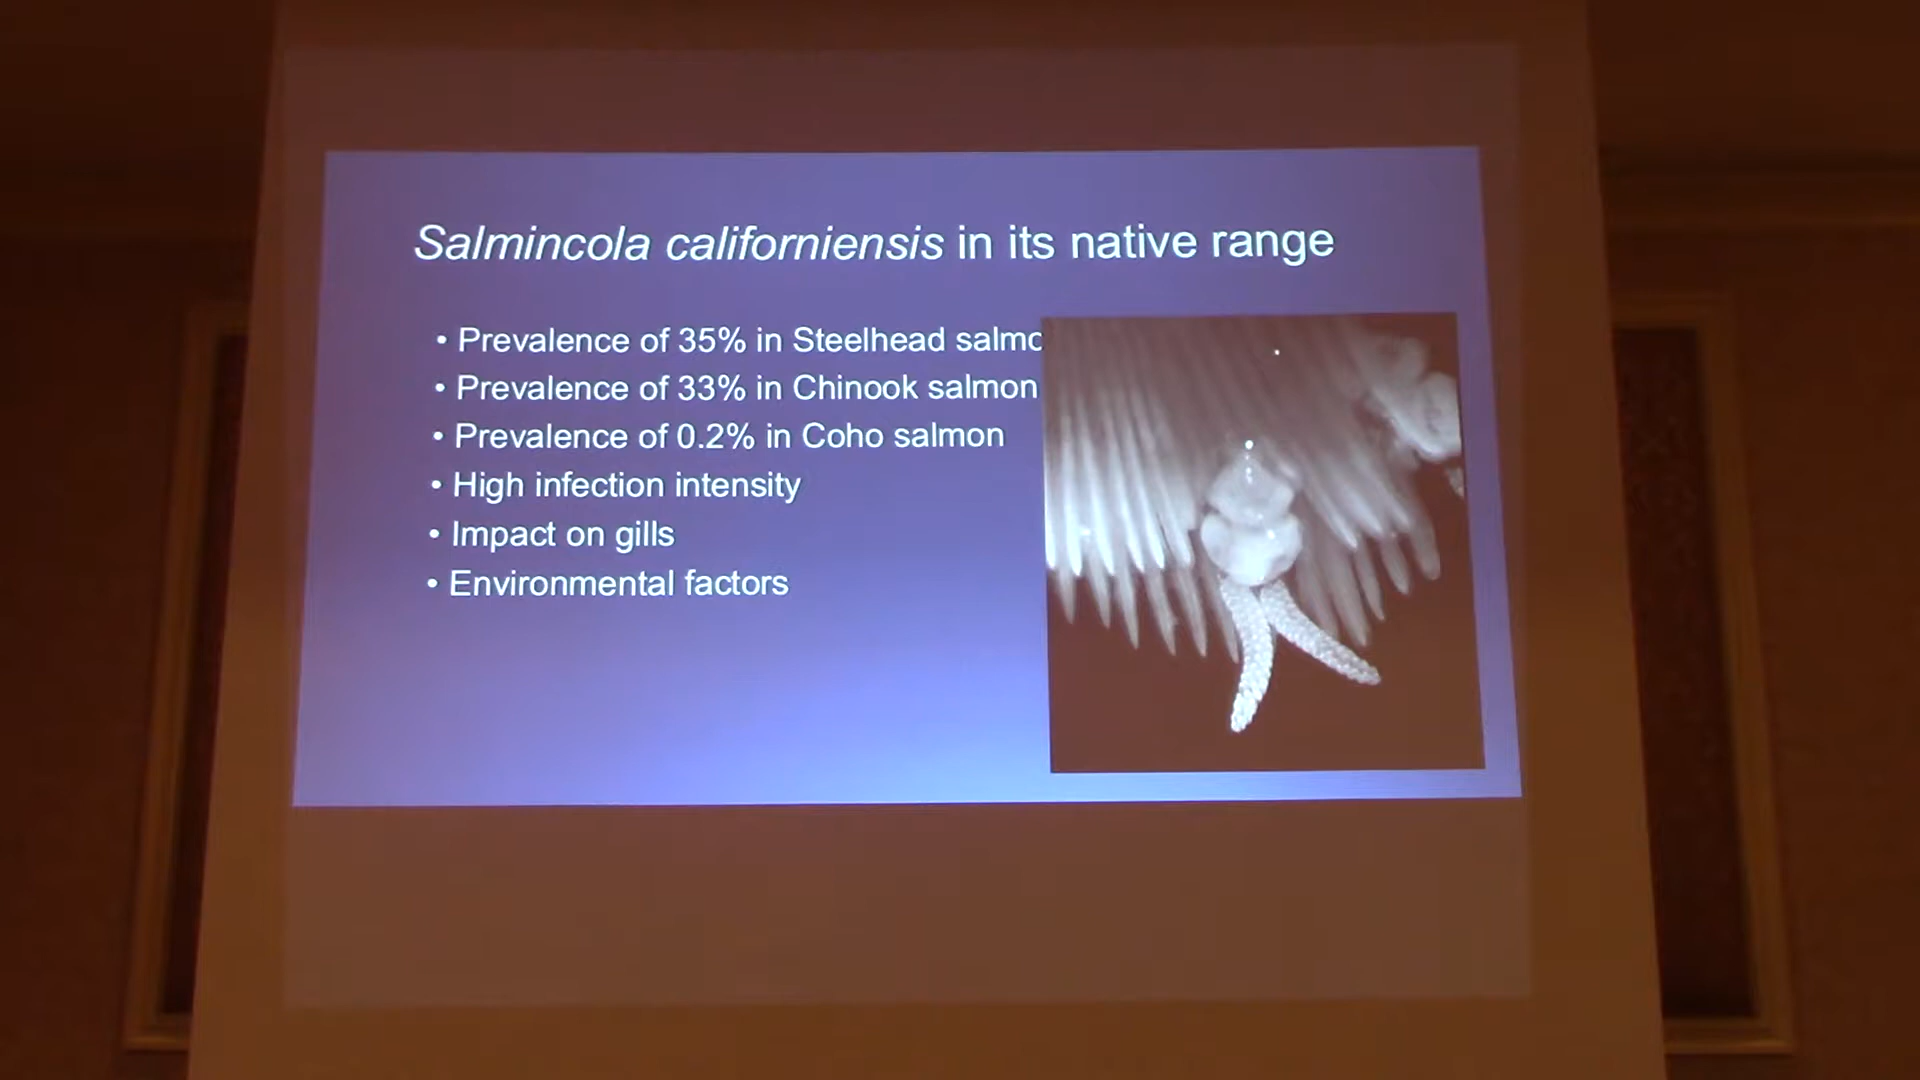 Salmincola californiensis in its native range
• Prevalence of 35% in Steelhead salmo
• Prevalence of 33% in Chinook salmon
• Prevalence of 0.2% in Coho salmon
• High infection intensity
• Impact on gills
• Environmental factors